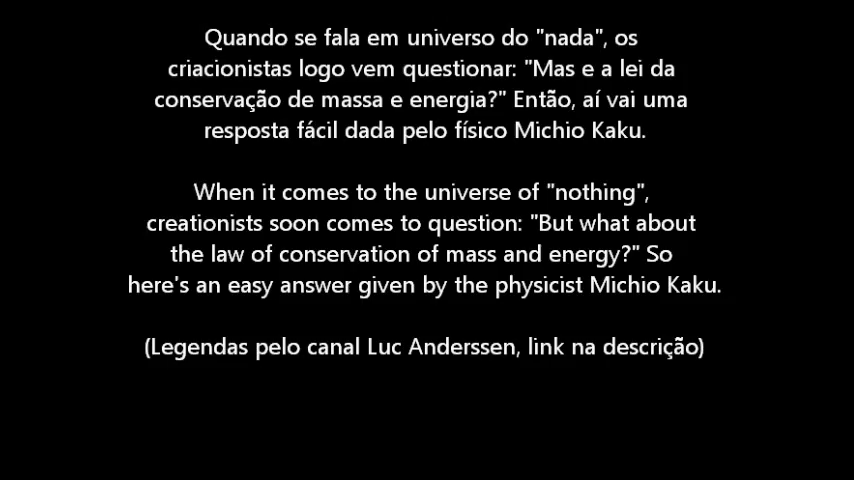 Quando se fala em universo do "nada", os
criacionistas logo vem questionar: "Mas e a lei da
conservação de massa e energia?" Então, aí vai uma
resposta fácil dada pelo físico Michio Kaku.
When it comes to the universe of "nothing",
creationists soon comes to question: "But what about
the law of conservation of mass and energy?" So
here's an easy answer given by the physicist Michio Kaku.
(Legendas pelo canal Luc Anderssen, link na descrição)